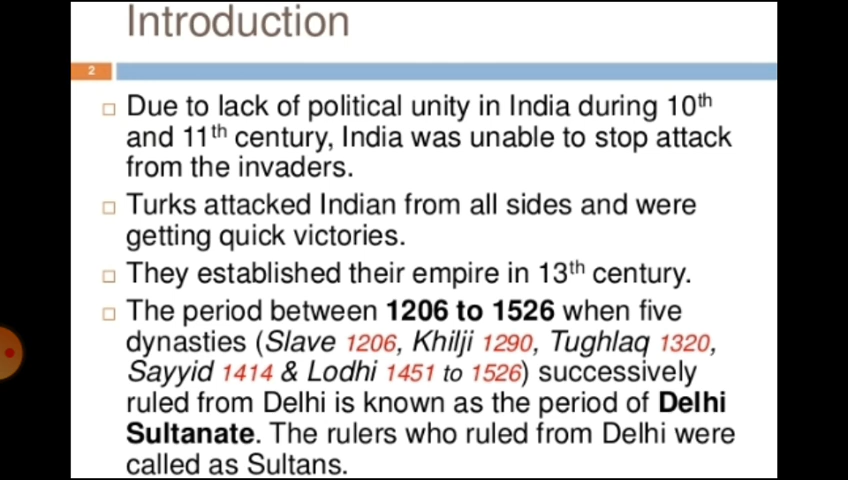 Introduction
2
Due to lack of political unity in India during 10th
and 11th century, India was unable to stop attack
from the invaders.
Turks attacked Indian from all sides and were
getting quick victories.
They established their empire in 13th century.
The period between 1206 to 1526 when five
dynasties (Slave 1206, Khilji 1290, Tughlaq 1320,
Sayyid 1414 & Lodhi 1451 to 1526) successively
ruled from Delhi is known as the period of Delhi
Sultanate. The rulers who ruled from Delhi were
called as Sultans.